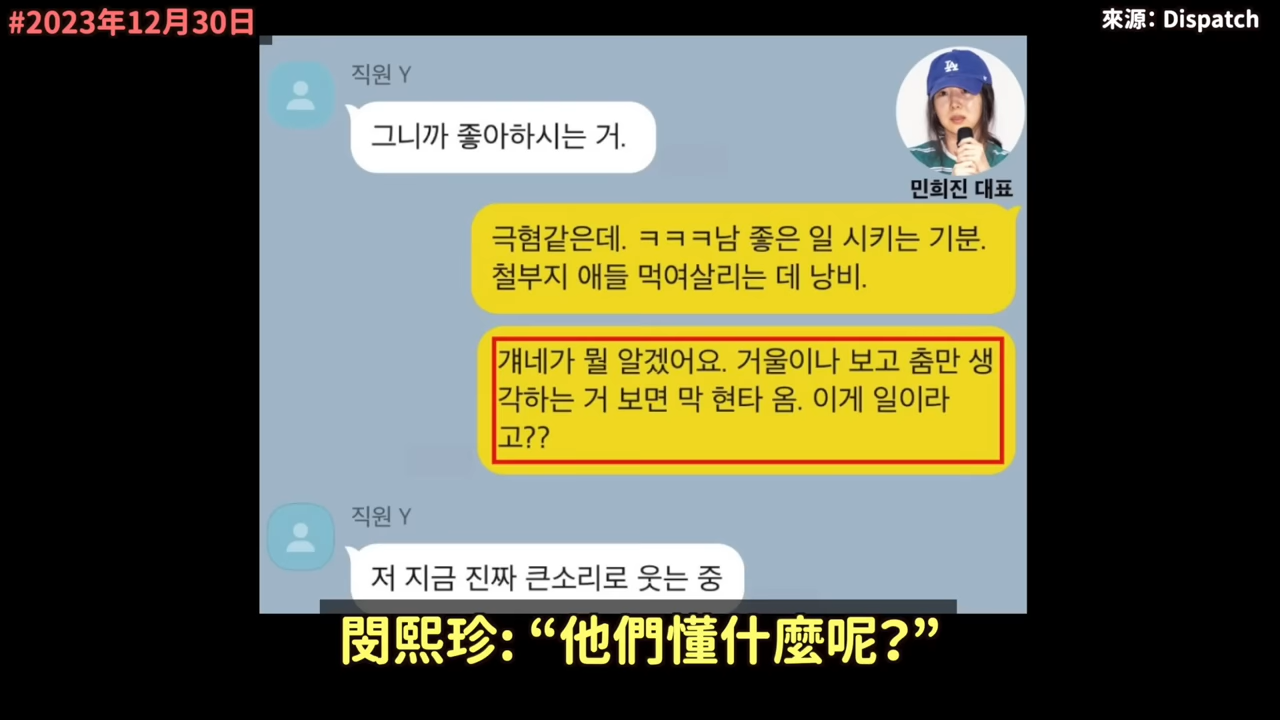 #2023年12月30日
來源: Dispatch
직원 Y
그니까 좋아하시는 거.
LA
민희진 대표
극혐같은데. ㅋㅋㅋ남 좋은 일 시키는 기분.
철부지 애들 먹여살리는 데 낭비.
걔네가 뭘 알겠어요. 거울이나 보고 춤만 생
각하는 거 보면 막 현타 옴. 이게 일이라
고??
직원 Y
저 지금 진짜 큰소리로 웃는 중
閔熙珍: “他們懂什麼呢?”